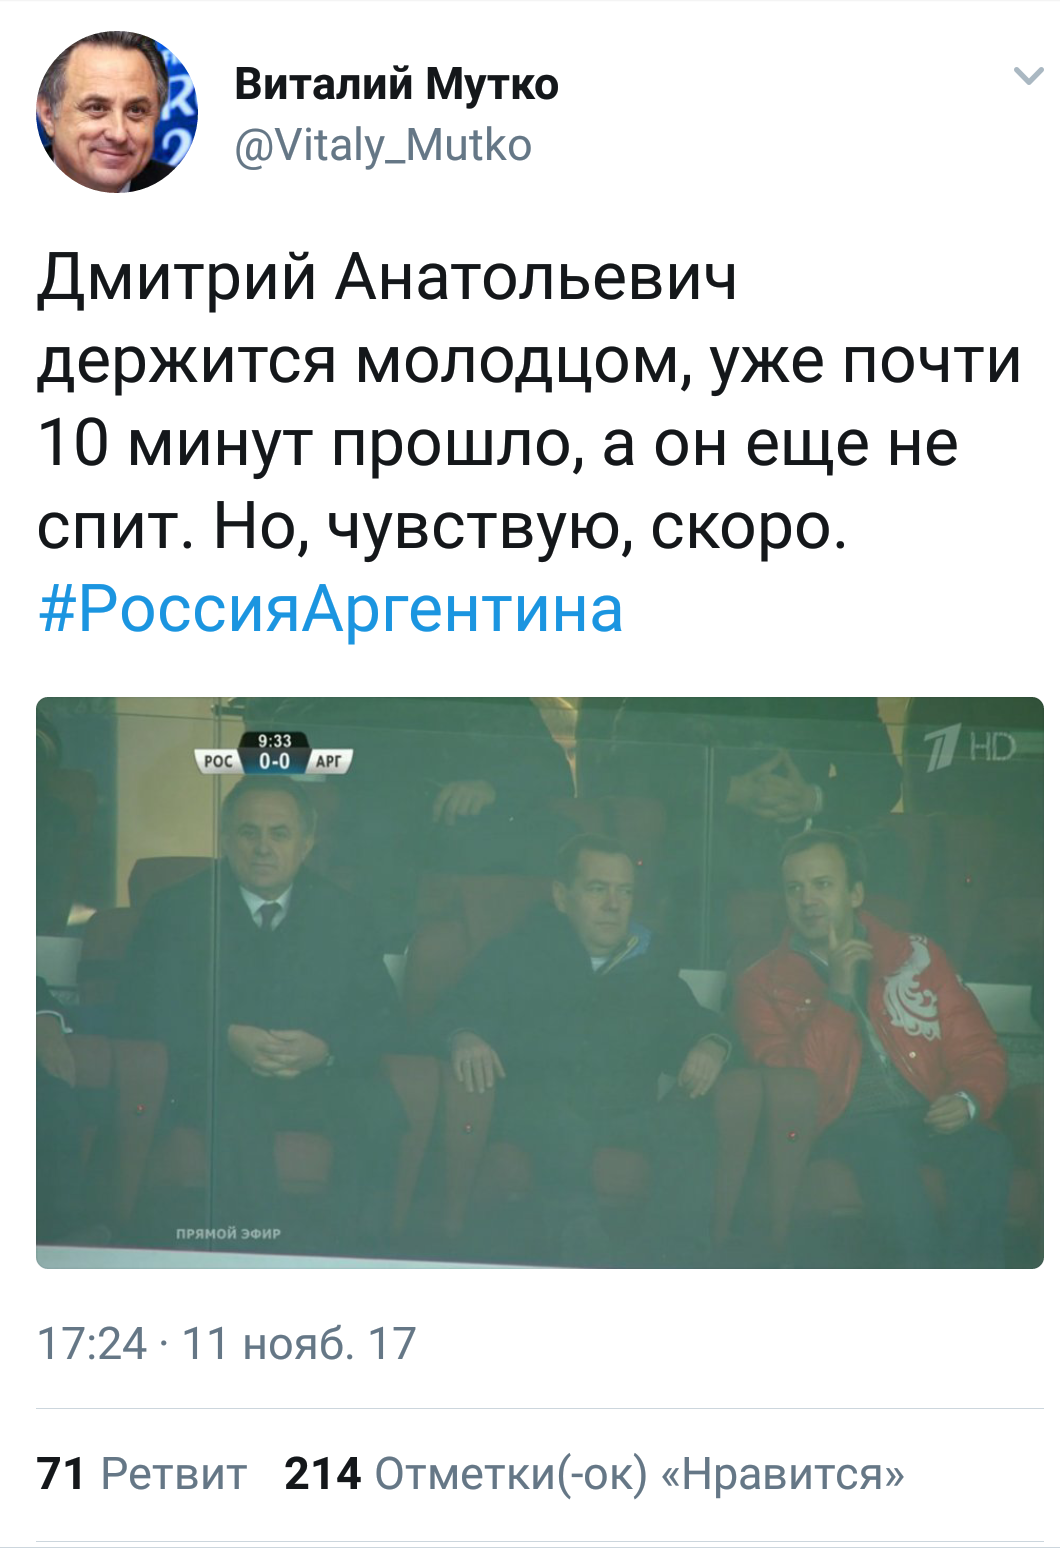 Виталий Мутко
@Vitaly_Mutko
Дмитрий Анатольевич
держится молодцом, уже почти
10 минут прошло, а он еще не
спит. Но, чувствую, скоро.
#РоссияАргентина
9:33
РОС 0-0 АРГ
HD
ПРЯМОЙ ЭФИР
17:24 · 11 нояб. 17
71 Ретвит 214 Отметки(-ок) «Нравится»